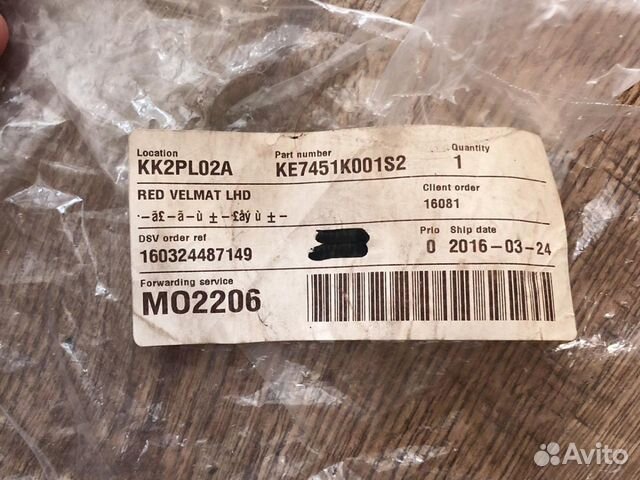 Location Part number Quantity
KK2PL02A KE7451K001S2 1
RED VELMAT LHD Client order
16081
·–ã£–ã–ù ±–£âý ù ±–
DSV order ref Prio Ship date
160324487149 0 2016–03–24
Forwarding service
MO2206
Avito